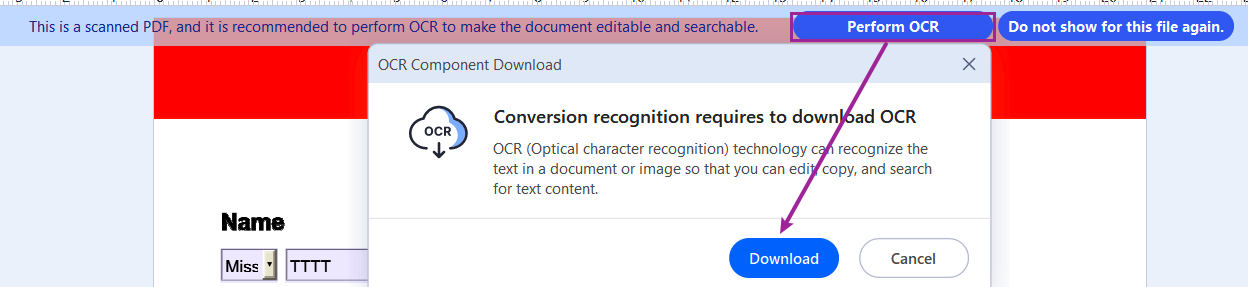 This is a scanned PDF, and it is recommended to perform OCR to make the document editable and searchable.
Perform OCR
Do not show for this file again.
OCR Component Download
OCR
Conversion recognition requires to download OCR
OCR (Optical character recognition) technology can recognize the
text in a document or image so that you can edit, copy, and search
for text content.
Name
Miss
TTTT
Download
Cancel